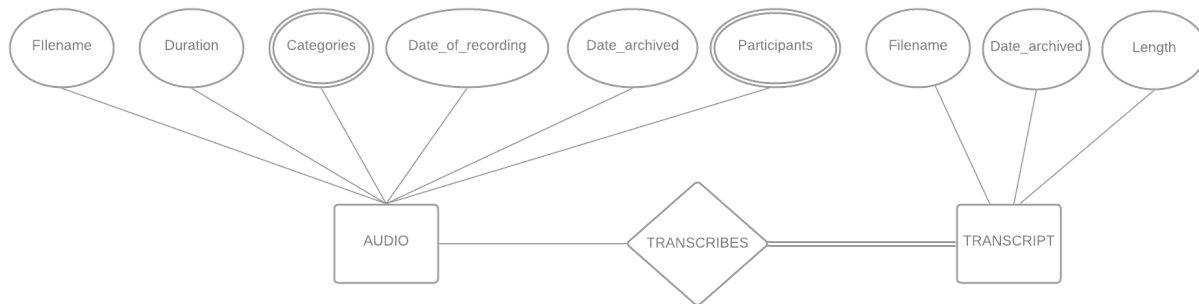 FIlename
Duration
Categories
Date_of_recording
Date_archived
Participants
Filename
Date_archived
Length
AUDIO
TRANSCRIBES
TRANSCRIPT